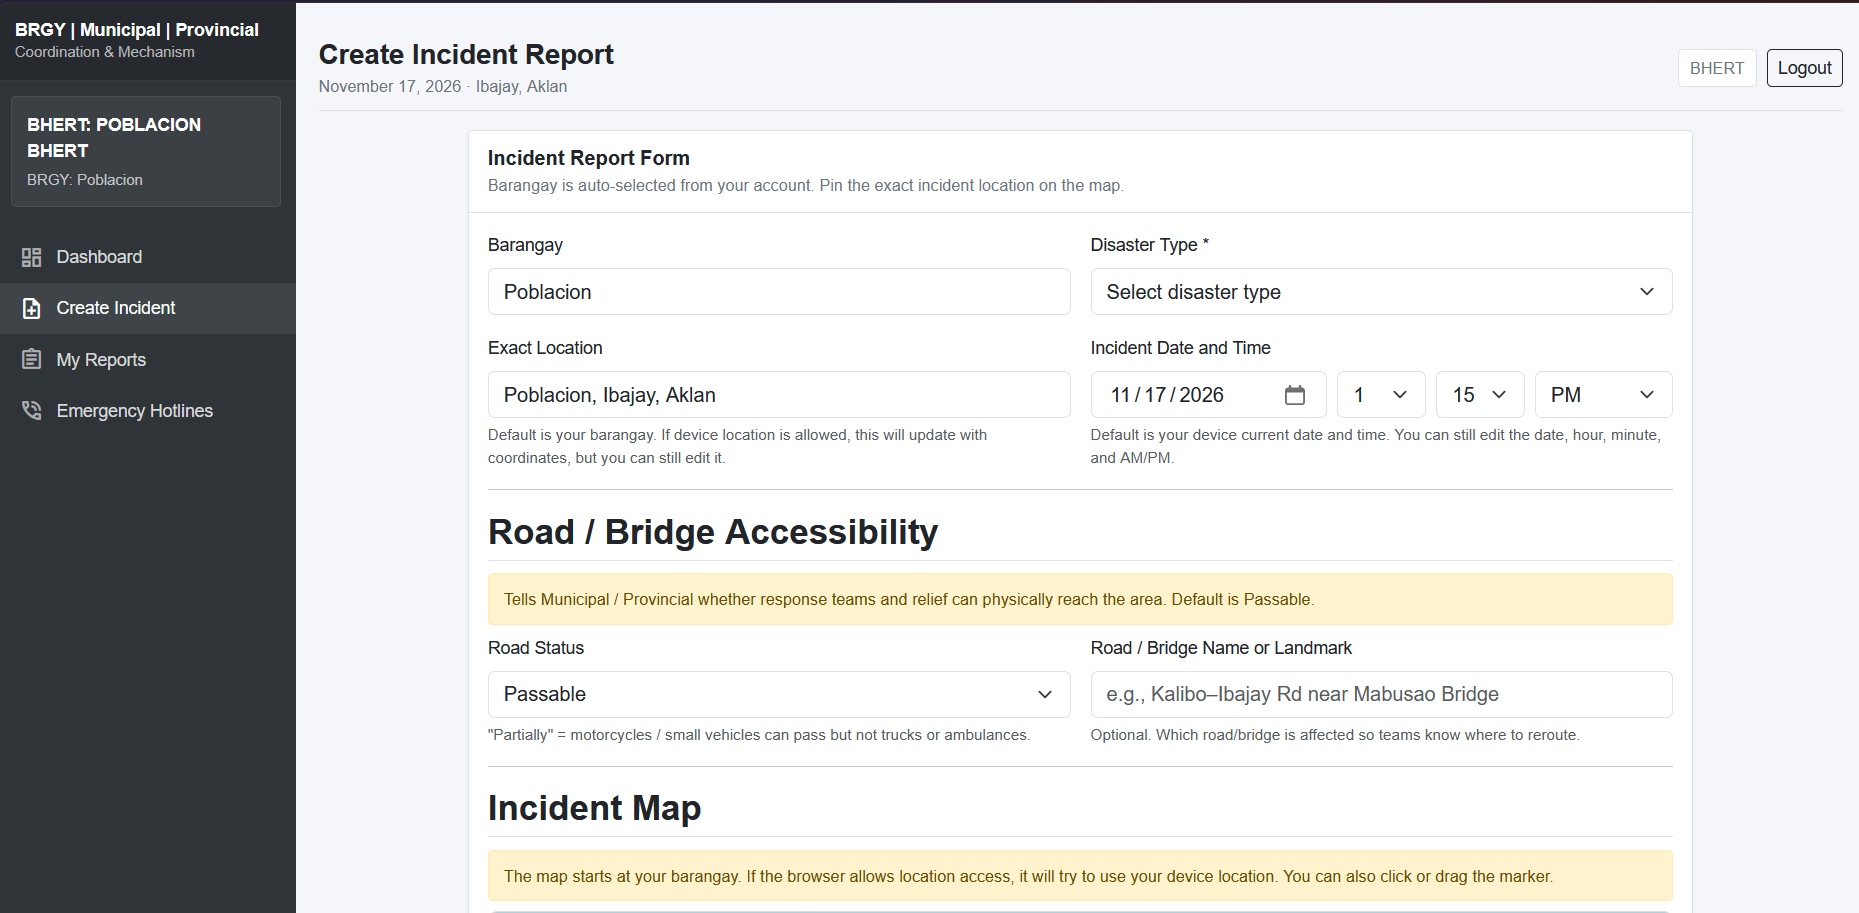 BRGY | Municipal | Provincial
Coordination & Mechanism
BHERT: POBLACION
BHERT
BRGY: Poblacion
Dashboard
Create Incident
My Reports
Emergency Hotlines
Create Incident Report
November 17, 2026 · Ibajay, Aklan
BHERT
Logout
Incident Report Form
Barangay is auto-selected from your account. Pin the exact incident location on the map.
Barangay
Poblacion
Disaster Type *
Select disaster type
Exact Location
Poblacion, Ibajay, Aklan
Default is your barangay. If device location is allowed, this will update with
coordinates, but you can still edit it.
Incident Date and Time
11/17/2026
1
15
PM
Default is your device current date and time. You can still edit the date, hour, minute,
and AM/PM.
Road / Bridge Accessibility
Tells Municipal / Provincial whether response teams and relief can physically reach the area. Default is Passable.
Road Status
Passable
"Partially" = motorcycles / small vehicles can pass but not trucks or ambulances.
Road / Bridge Name or Landmark
e.g., Kalibo–Ibajay Rd near Mabusao Bridge
Optional. Which road/bridge is affected so teams know where to reroute.
Incident Map
The map starts at your barangay. If the browser allows location access, it will try to use your device location. You can also click or drag the marker.